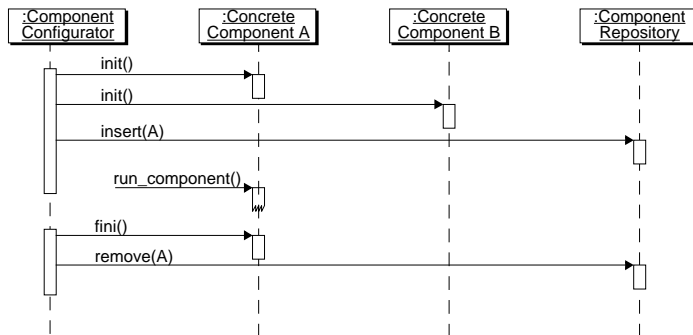 :Component
Configurator
:Concrete
Component A
:Concrete
Component B
:Component
Repository
init()
init()
insert(A)
run_component()
fini()
remove(A)